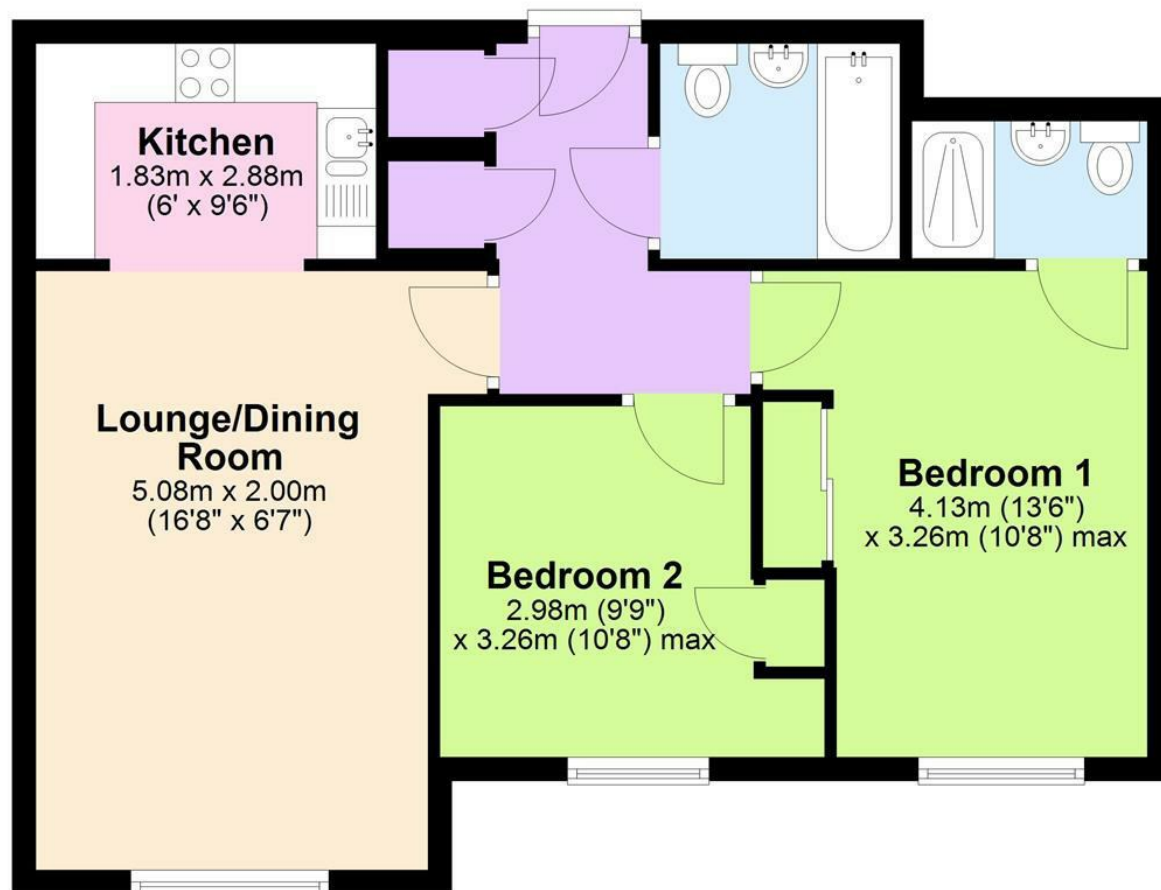 Kitchen
1.83m x 2.88m
(6' x 9'6")
Lounge/Dining
Room
5.08m x 2.00m
(16'8" x 6'7")
Bedroom 1
4.13m (13'6")
x 3.26m (10'8") max
Bedroom 2
2.98m (9'9")
x 3.26m (10'8") max